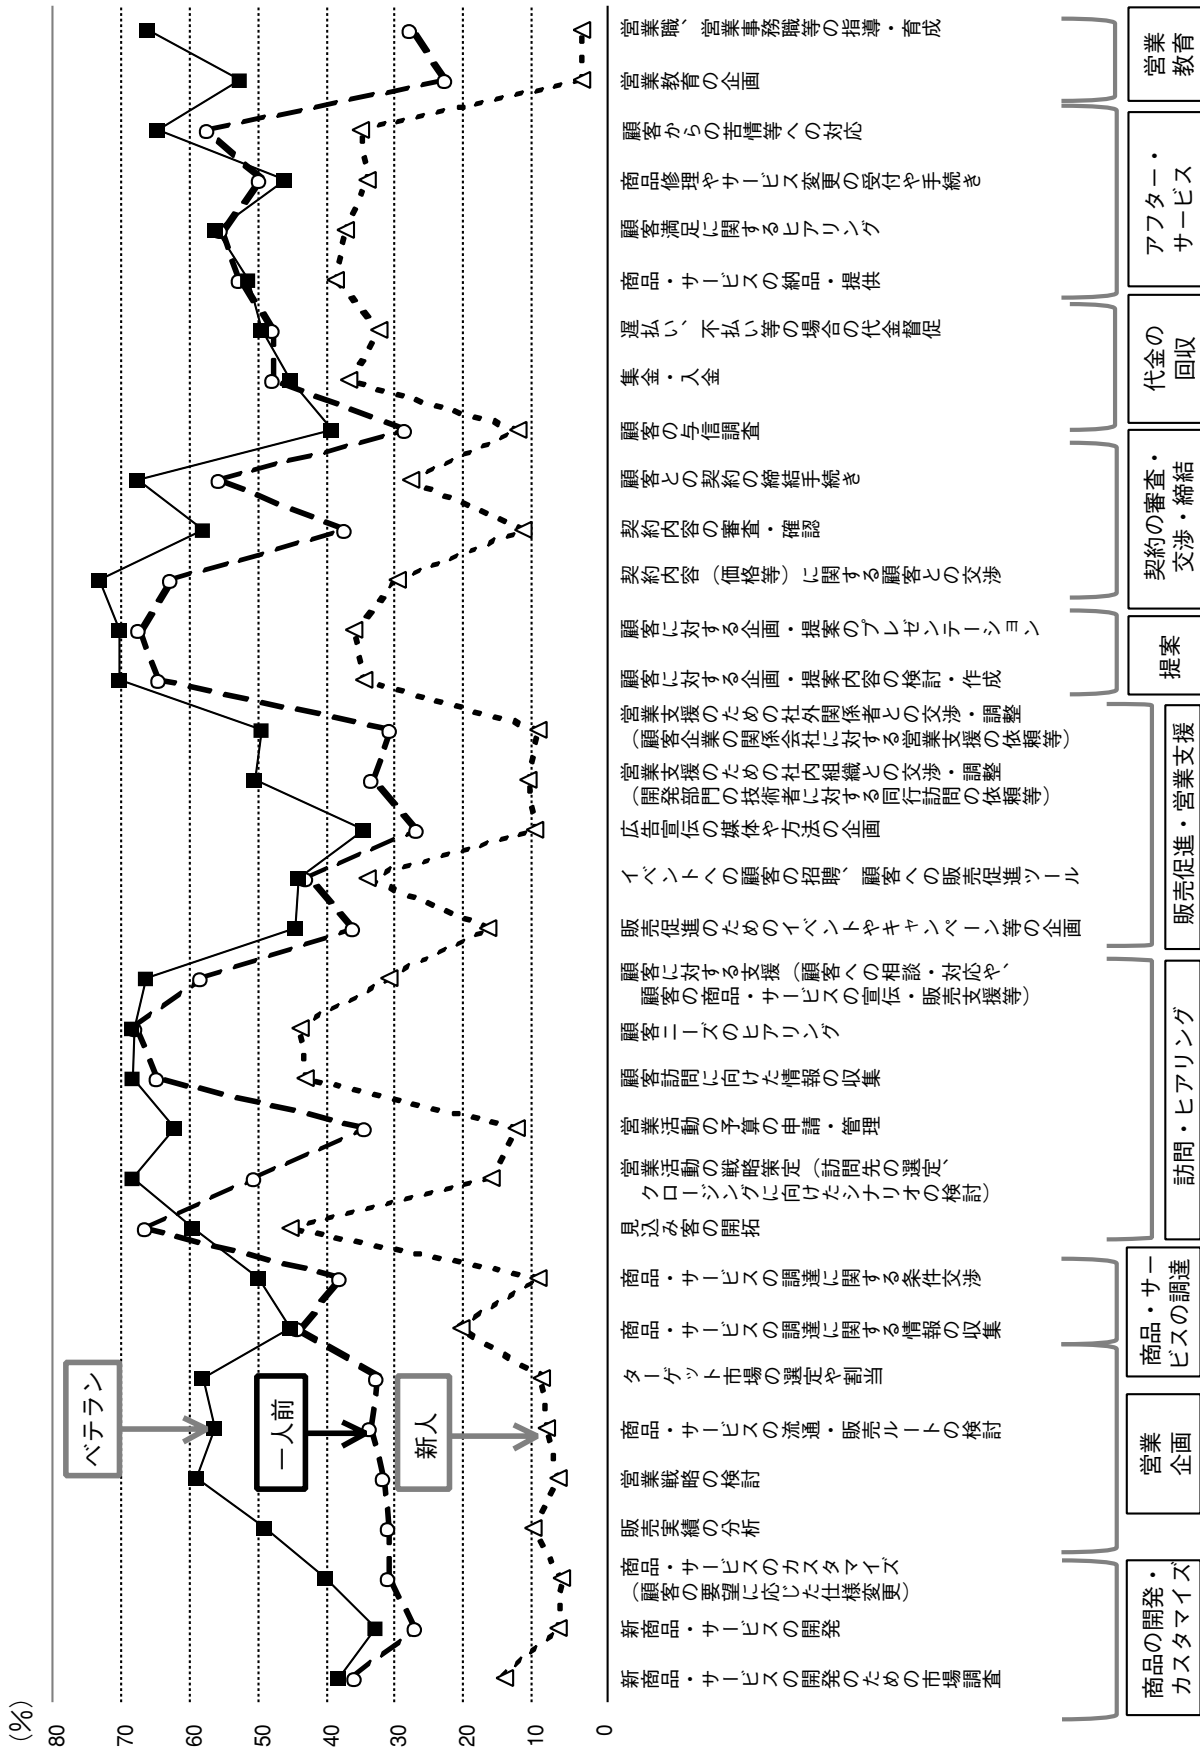 (%)
80
70
60
50
40
30
20
10
0
ベテラン
一人前
新人
新商品・サービスの開発のための市場調査
新商品・サービスの開発
商品・サービスのカスタマイズ
(顧客の要望に応じた仕様変更)
販売実績の分析
営業戦略の検討
商品・サービスの流通・販売ルートの検討
ターゲット市場の選定や割当
商品・サービスの調達に関する情報の収集
商品・サービスの調達に関する条件交渉
見込み客の開拓
営業活動の戦略策定(訪問先の選定、
クロージングに向けたシナリオの検討)
営業活動の予算の申請・管理
顧客訪問に向けた情報の収集
顧客ニーズのヒアリング
顧客に対する支援(顧客への相談・対応や、
顧客の商品・サービスの宣伝・販売支援等)
販売促進のためのイベントやキャンペーン等の企画
イベントへの顧客の招聘、顧客への販売促進ツール
広告宣伝の媒体や方法の企画
営業支援のための社内組織との交渉・調整
(開発部門の技術者に対する同行訪問の依頼等)
営業支援のための社外関係者との交渉・調整
(顧客企業の関係会社に対する営業支援の依頼等)
顧客に対する企画・提案内容の検討・作成
顧客に対する企画・提案のプレゼンテーション
契約内容(価格等)に関する顧客との交渉
契約内容の審査・確認
顧客との契約の締結手続き
顧客の与信調査
集金・入金
遅払い、不払い等の場合の代金督促
商品・サービスの納品・提供
顧客満足に関するヒアリング
商品修理やサービス変更の受付や手続き
顧客からの苦情等への対応
営業教育の企画
営業職、営業事務職等の指導・育成
商品の開発・
カスタマイズ
営業
企画
商品・サー
ビスの調達
訪問・ヒアリング
販売促進・営業支援
提案
契約の審査・
交渉・締結
代金の
回収
アフター・
サービス
営業
教育